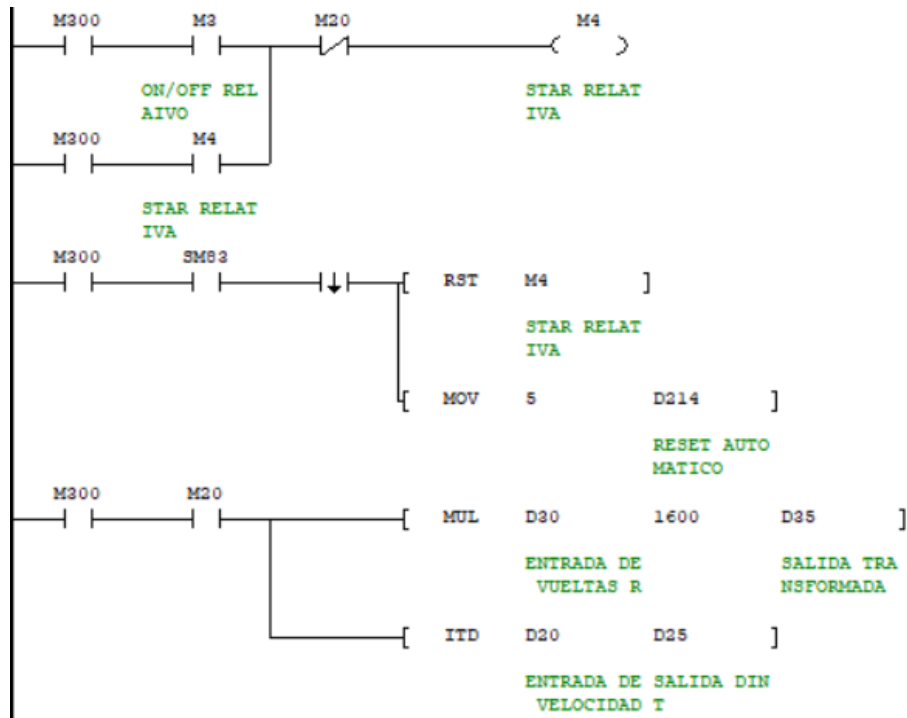 M300 M3 M20 M4
ON/OFF REL STAR RELAT
AIVO IVA
M300 M4
STAR RELAT
IVA
M300 SM83
RST M4
STAR RELAT
IVA
MOV 5 D214
RESET AUTO
MATICO
M300 M20
MUL D30 1600 D35
ENTRADA DE SALIDA TRA
VUELTAS R NSFORMADA
ITD D20 D25
ENTRADA DE SALIDA DIN
VELOCIDAD T